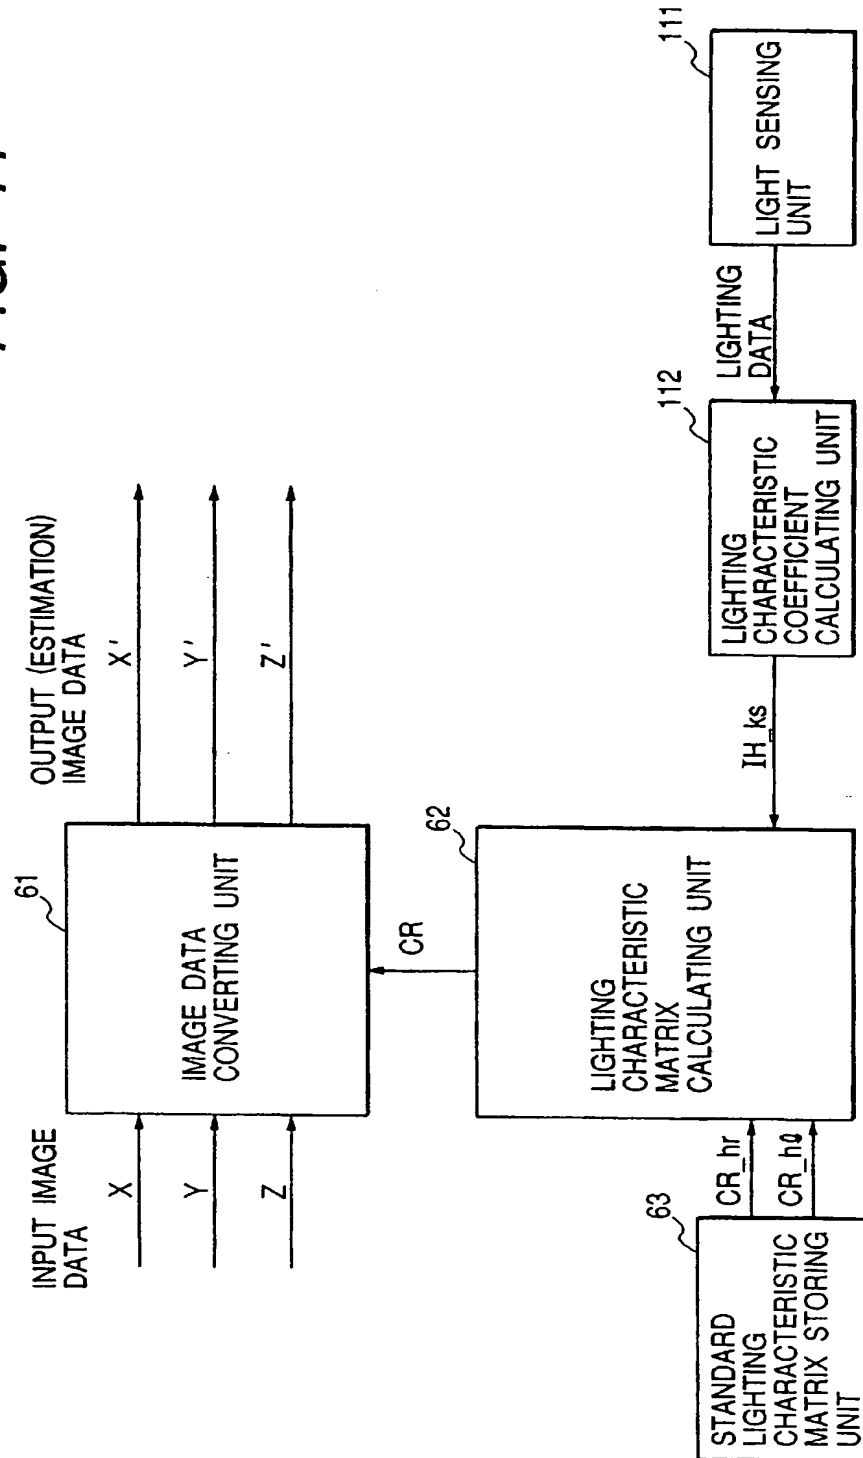 INPUT IMAGE
DATA
X
Y
Z
61
IMAGE DATA
CONVERTING UNIT
OUTPUT (ESTIMATION)
IMAGE DATA
X'
Y'
Z'
CR
62
LIGHTING
CHARACTERISTIC
MATRIX
CALCULATING UNIT
63
STANDARD
LIGHTING
CHARACTERISTIC
MATRIX STORING
UNIT
CR_hr
CR_hl
IH_ks
112
LIGHTING
CHARACTERISTIC
COEFFICIENT
CALCULATING UNIT
LIGHTING
DATA
111
LIGHT SENSING
UNIT